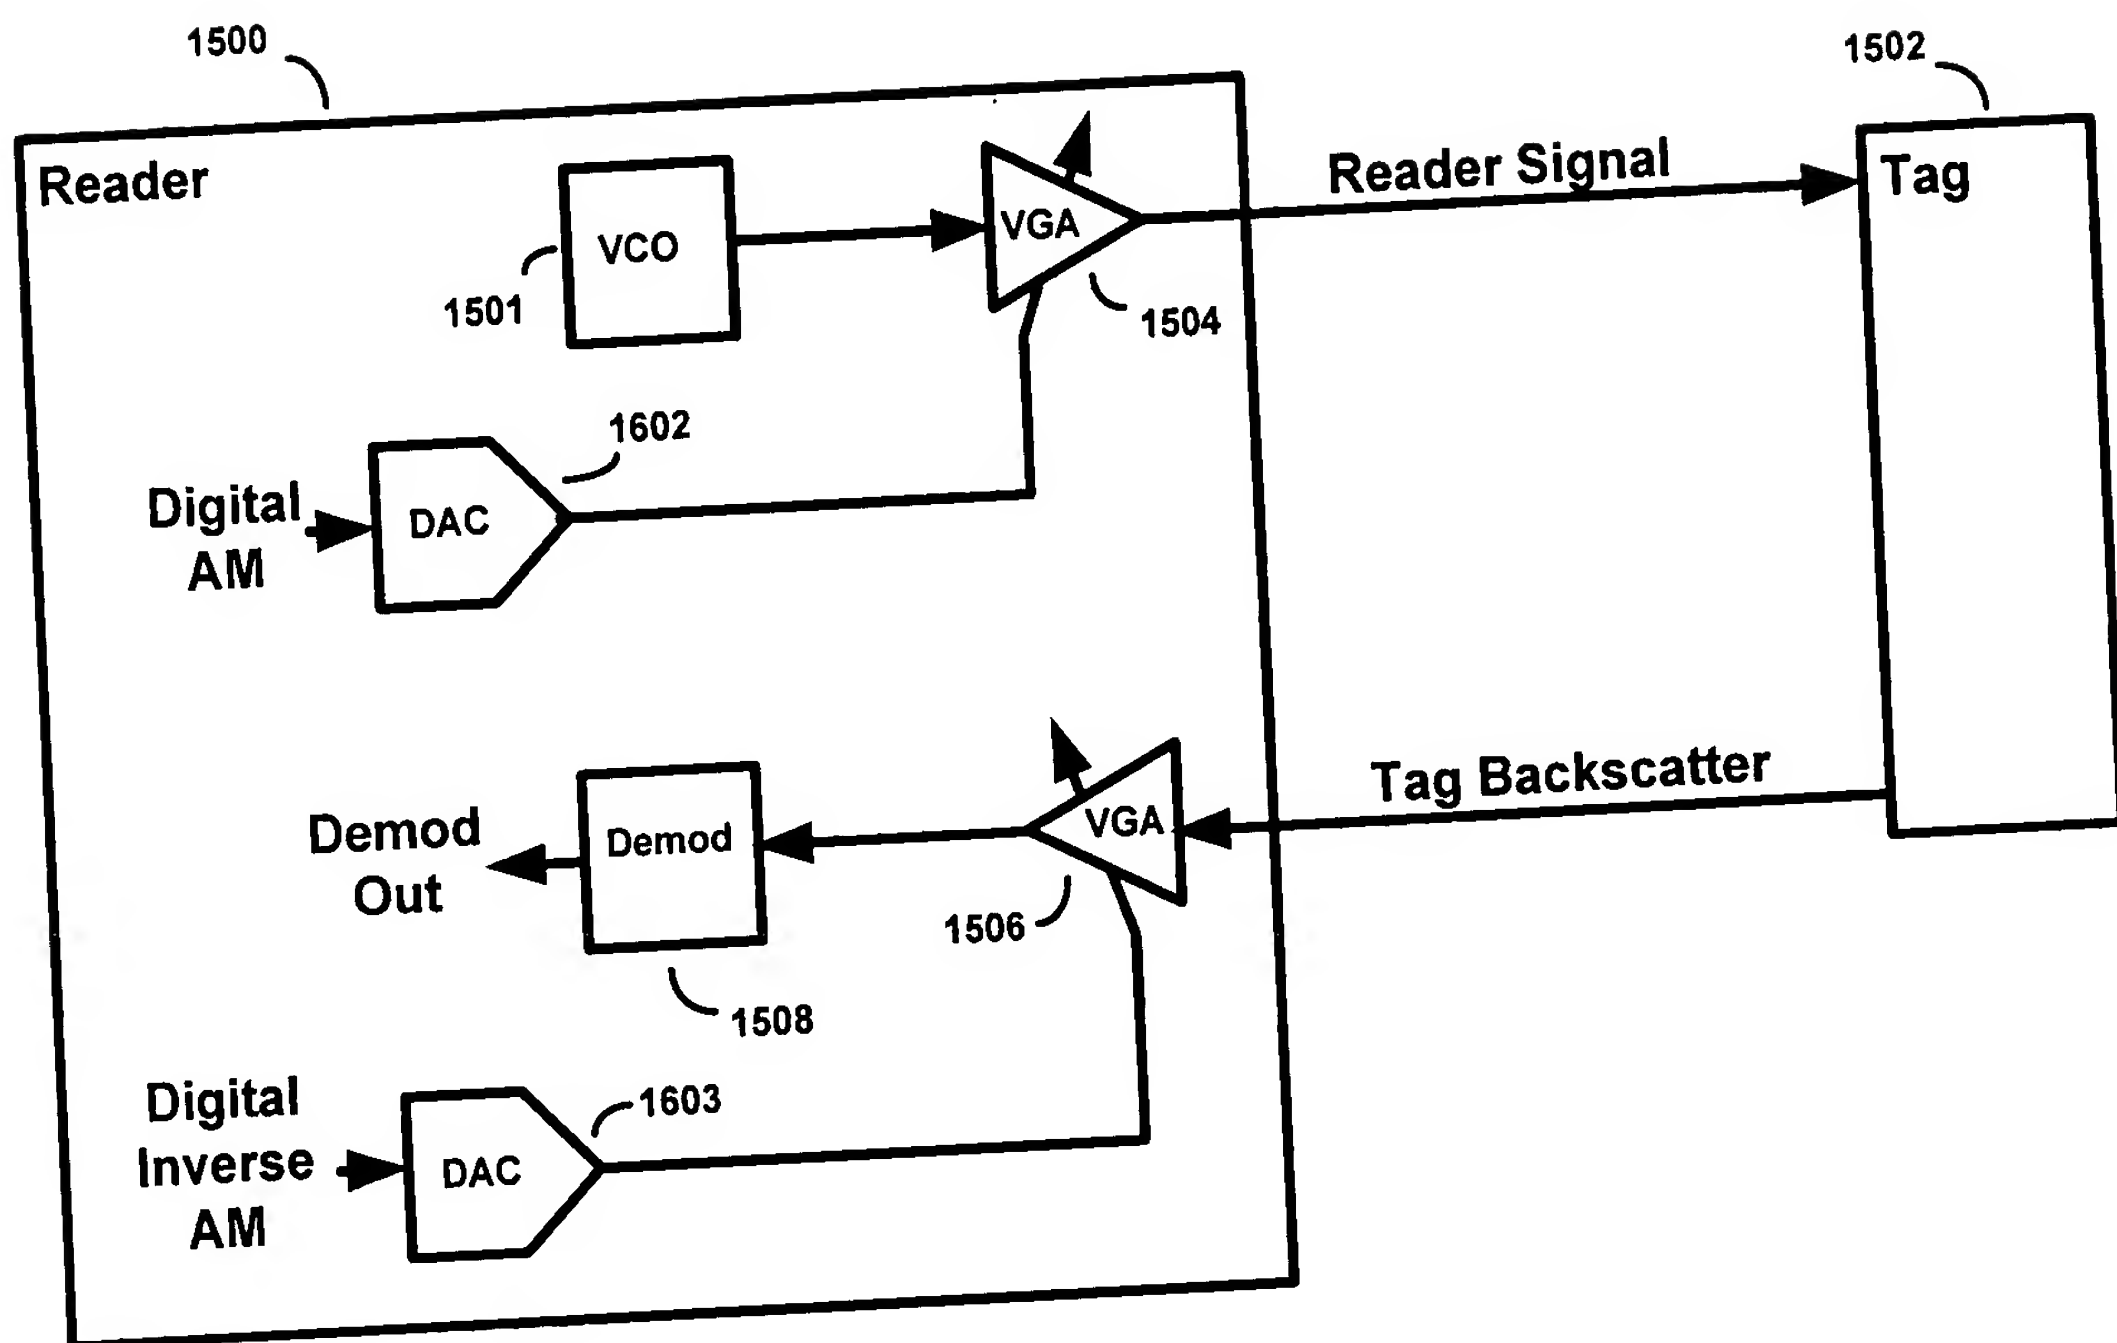 1500
1502
Reader
Reader Signal
Tag
VGA
VCO
1501
1504
1602
Digital
AM
DAC
Tag Backscatter
Demod
Out
Demod
VGA
1506
1508
Digital
Inverse
AM
DAC
1603